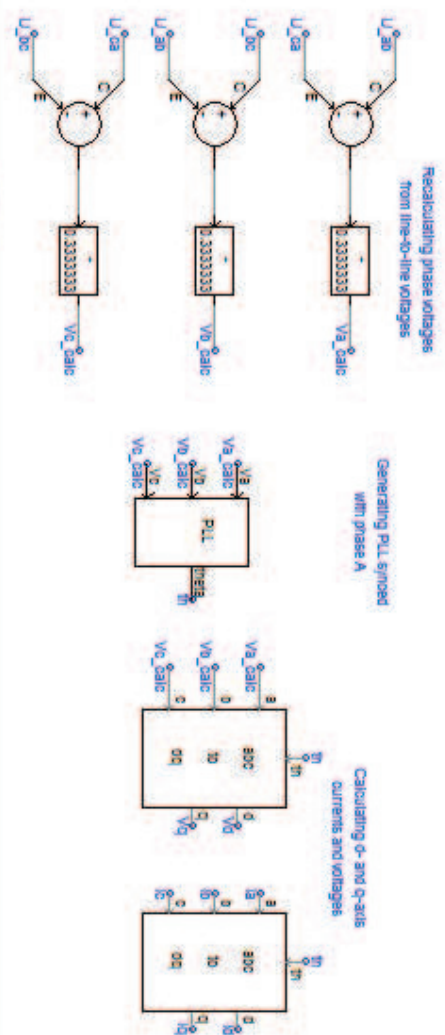 Recalculating phase voltages
from line-to-line voltages
U_ab
C
+
-
E
U_ca
*
0.3333333
Va_calc
U_bc
C
+
-
E
U_ab
*
0.3333333
Vb_calc
U_ca
C
+
-
E
U_bc
*
0.3333333
Vc_calc
Generating PLL synced
with phase A
Va_calc
Va
Vb_calc
Vb
Vc_calc
Vc
PLL
theta
th
Calculating d- and q-axis
currents and voltages
th
th
Va_calc
a
Vb_calc
b
Vc_calc
c
abc
to
dq
d
Vd
q
Vq
th
th
Ia
a
Ib
b
Ic
c
abc
to
dq
d
Id
q
Iq